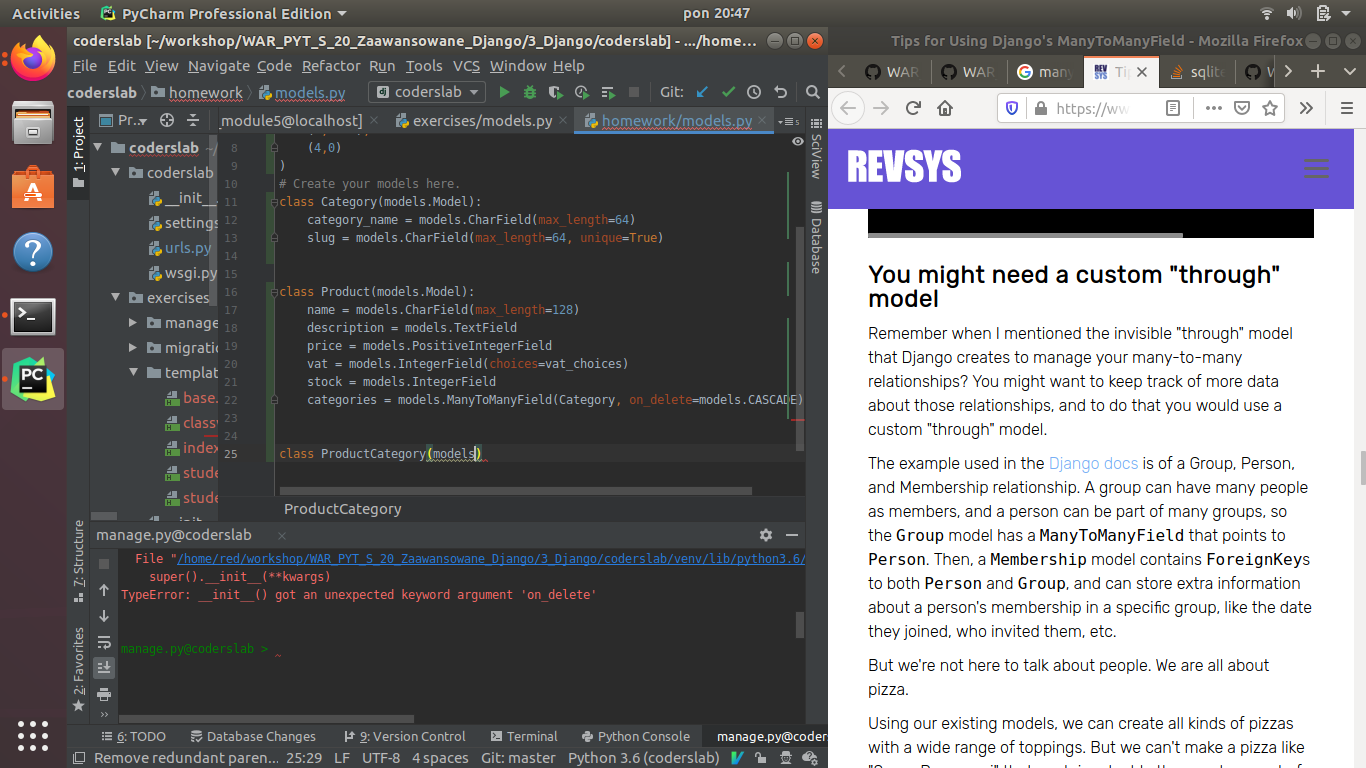 Activities
PyCharm Professional Edition
pon 20:47
coderslab [~/workshop/WAR_PYT_S_20_Zaawansowane_Django/3_Django/coderslab] - .../home...
File Edit View Navigate Code Refactor Run Tools VCS Window Help
coderslab homework models.py
coderslab
Git:
1: Project
Pr..
_module5@localhost]
exercises/models.py
homework/models.py
coderslab ~/
coderslab
__init__.
settings
urls.py
wsgi.py
exercises
manage
migratio
templat
base.
class
index
stude
stude
7: Structure
2: Favorites
8 (4,0)
9 )
10 # Create your models here.
11 class Category(models.Model):
12 category_name = models.CharField(max_length=64)
13 slug = models.CharField(max_length=64, unique=True)
14
15
16 class Product(models.Model):
17 name = models.CharField(max_length=128)
18 description = models.TextField
19 price = models.PositiveIntegerField
20 vat = models.IntegerField(choices=vat_choices)
21 stock = models.IntegerField
22 categories = models.ManyToManyField(Category, on_delete=models.CASCADE)
23
24
25 class ProductCategory(models)
ProductCategory
SciView
Database
manage.py@coderslab
File "/home/red/workshop/WAR_PYT_S_20_Zaawansowane_Django/3_Django/coderslab/venv/lib/python3.6/
super().__init__(**kwargs)
TypeError: __init__() got an unexpected keyword argument 'on_delete'
manage.py@coderslab >
6: TODO
Database Changes
9: Version Control
Terminal
Python Console
manage.py@coders
Remove redundant paren...
25:29 LF UTF-8 4 spaces Git: master Python 3.6 (coderslab)
Tips for Using Django's ManyToManyField - Mozilla Firefox
WAR
WAR
many
REV SYS
Ti
sqlite
W
https://ww
REVSYS
You might need a custom "through"
model
Remember when I mentioned the invisible "through" model
that Django creates to manage your many-to-many
relationships? You might want to keep track of more data
about those relationships, and to do that you would use a
custom "through" model.
The example used in the Django docs is of a Group, Person,
and Membership relationship. A group can have many people
as members, and a person can be part of many groups, so
the Group model has a ManyToManyField that points to
Person. Then, a Membership model contains ForeignKeys
to both Person and Group, and can store extra information
about a person's membership in a specific group, like the date
they joined, who invited them, etc.
But we're not here to talk about people. We are all about
pizza.
Using our existing models, we can create all kinds of pizzas
with a wide range of toppings. But we can't make a pizza like